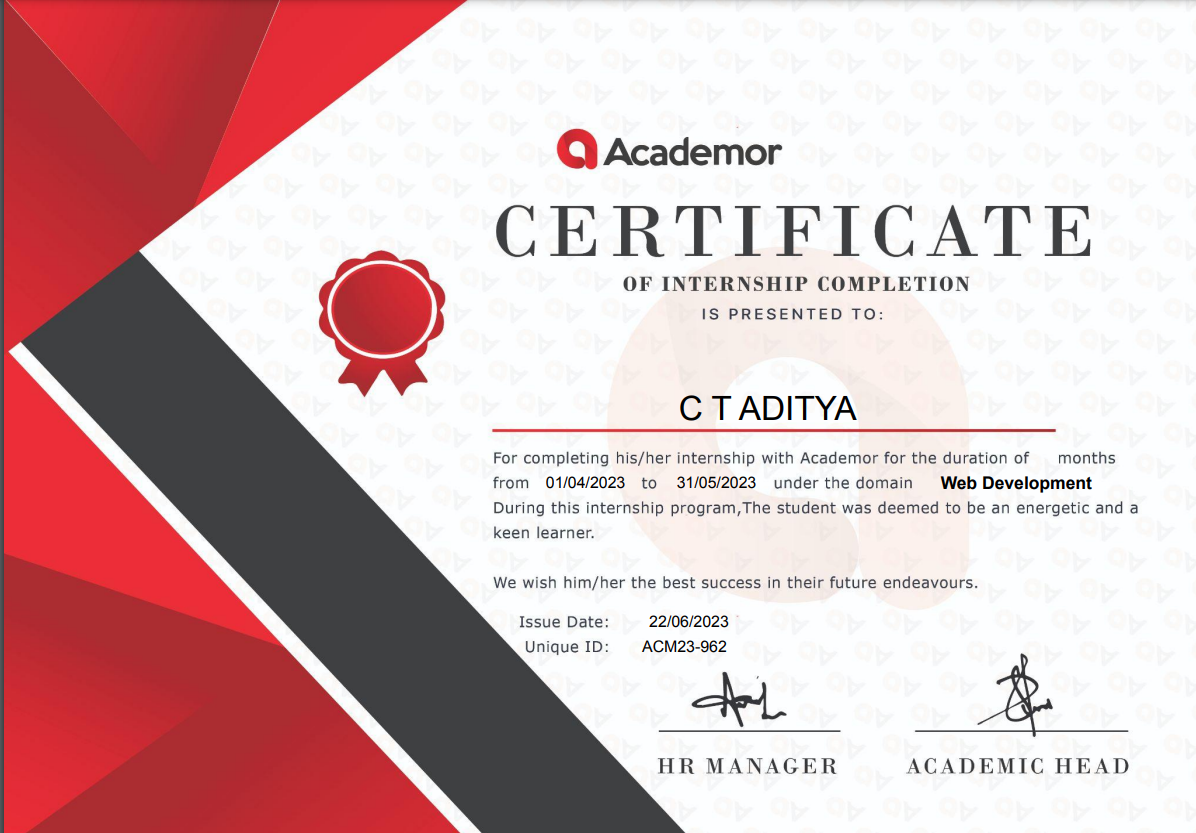 Academor
CERTIFICATE
OF INTERNSHIP COMPLETION
IS PRESENTED TO:
C T ADITYA
For completing his/her internship with Academor for the duration of months
from 01/04/2023 to 31/05/2023 under the domain Web Development
During this internship program,The student was deemed to be an energetic and a
keen learner.
We wish him/her the best success in their future endeavours.
Issue Date: 22/06/2023
Unique ID: ACM23-962
HR MANAGER
ACADEMIC HEAD